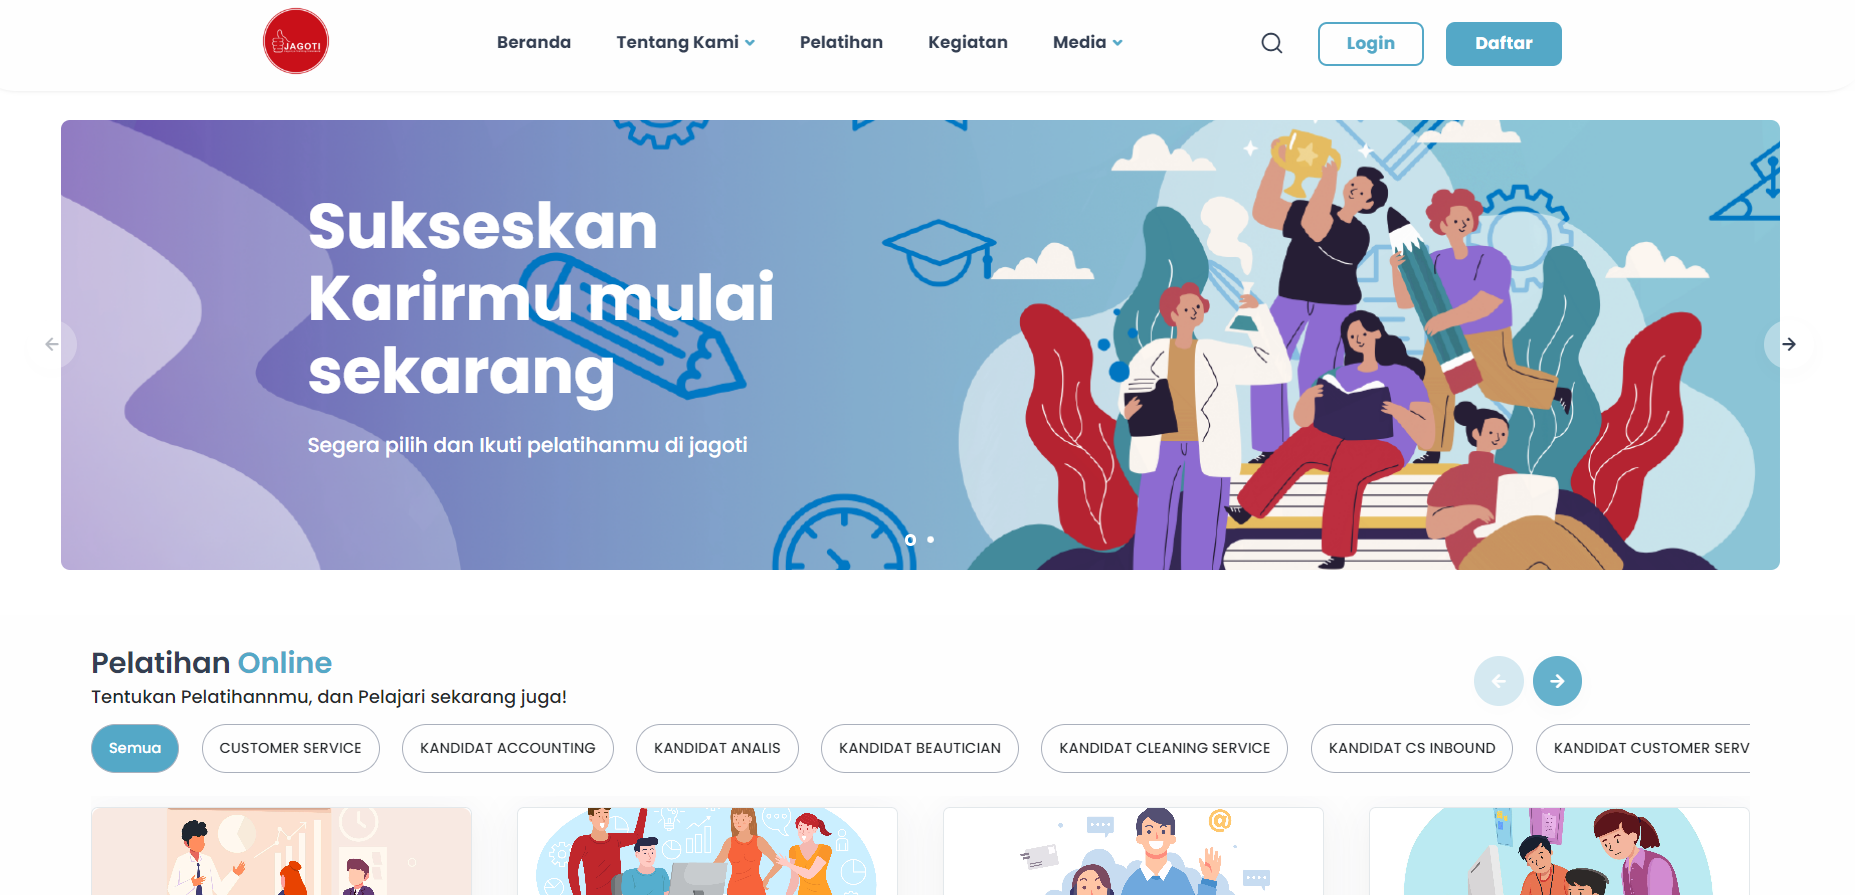 JAGOTI
Beranda
Tentang Kami
Pelatihan
Kegiatan
Media
Login
Daftar
Sukseskan
Karirmu mulai
sekarang
Segera pilih dan Ikuti pelatihanmu di jagoti
Pelatihan Online
Tentukan Pelatihannmu, dan Pelajari sekarang juga!
Semua
CUSTOMER SERVICE
KANDIDAT ACCOUNTING
KANDIDAT ANALIS
KANDIDAT BEAUTICIAN
KANDIDAT CLEANING SERVICE
KANDIDAT CS INBOUND
KANDIDAT CUSTOMER SERV
@